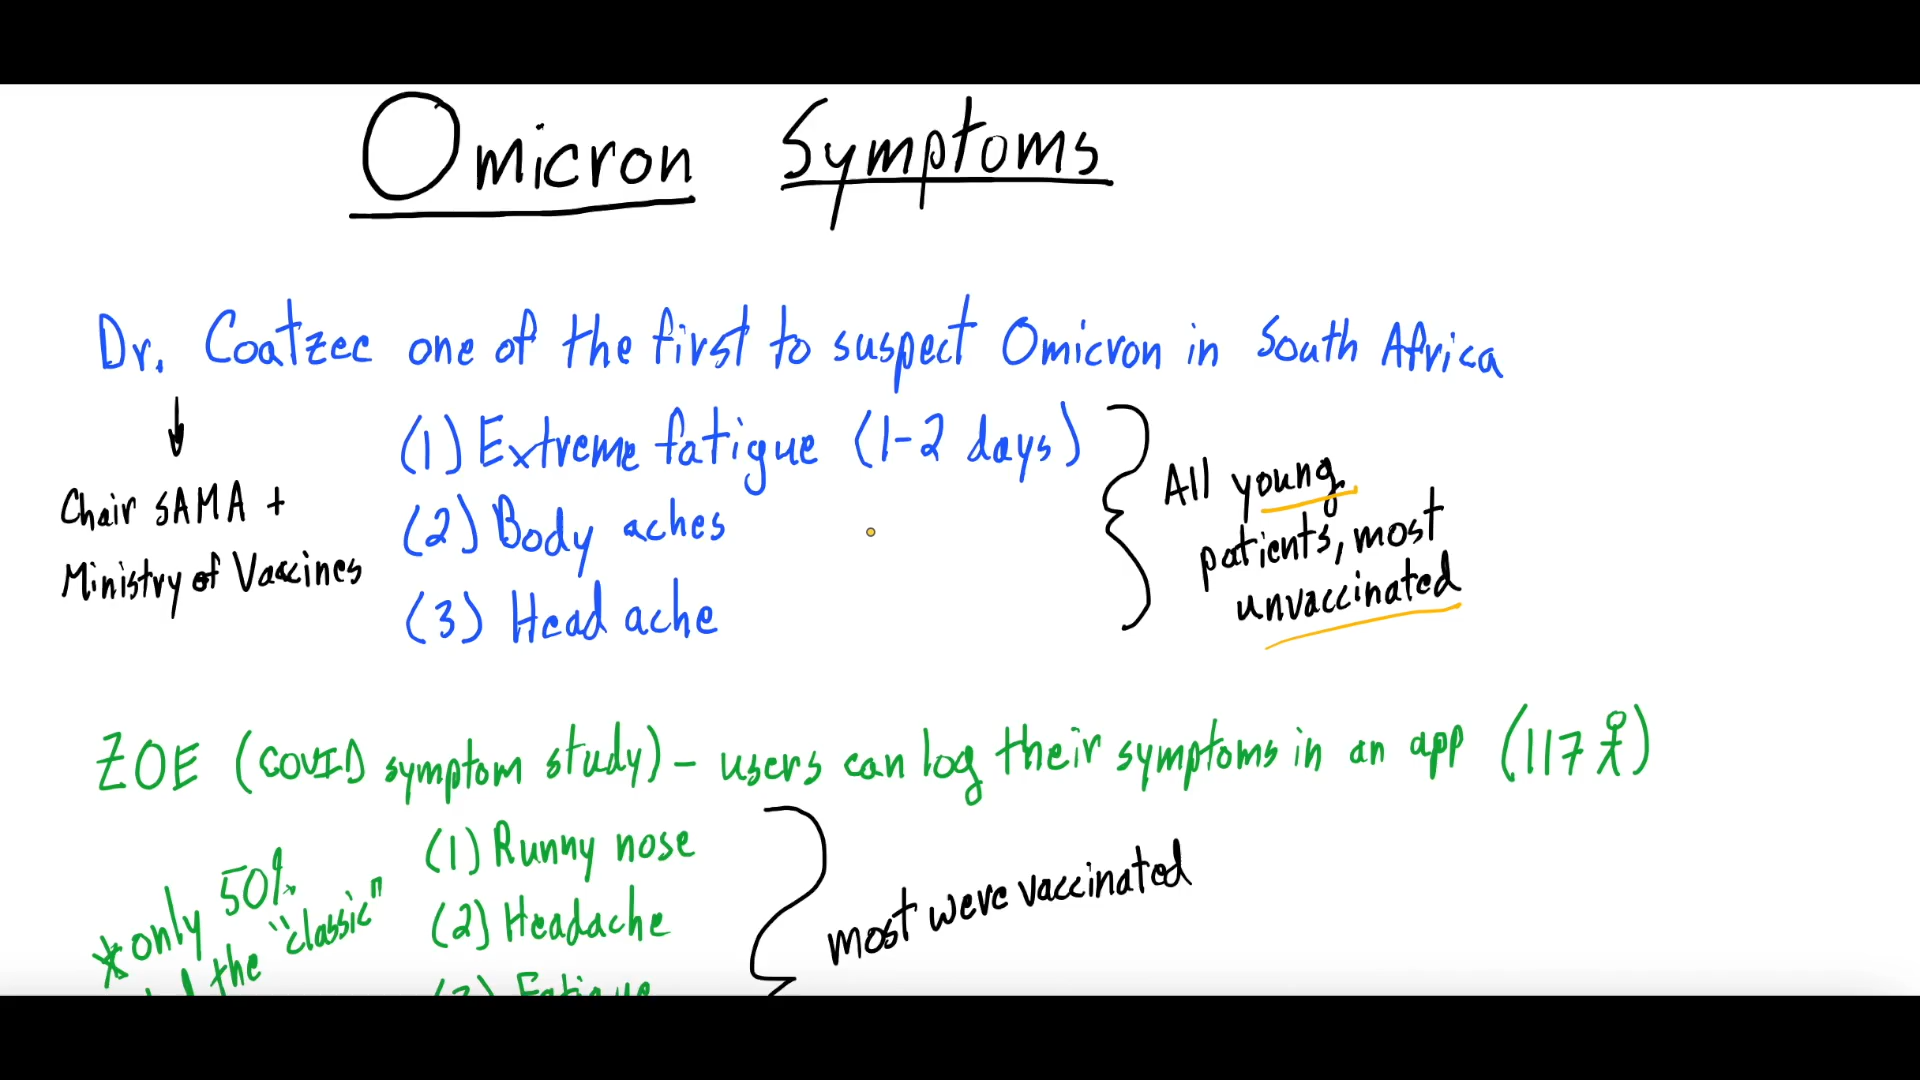 Omicron Symptoms
Dr. Coatzee one of the first to suspect Omicron in South Africa
(1) Extreme fatigue (1-2 days)
(2) Body aches
(3) Head ache
Chair SAMA +
Ministry of Vaccines
All young
patients, most
unvaccinated
ZOE (COVID symptom study) - users can log their symptoms in an app (117)
(1) Runny nose
(2) Headache
(3) Fatigue
most were vaccinated
*only 50%
the "classic"